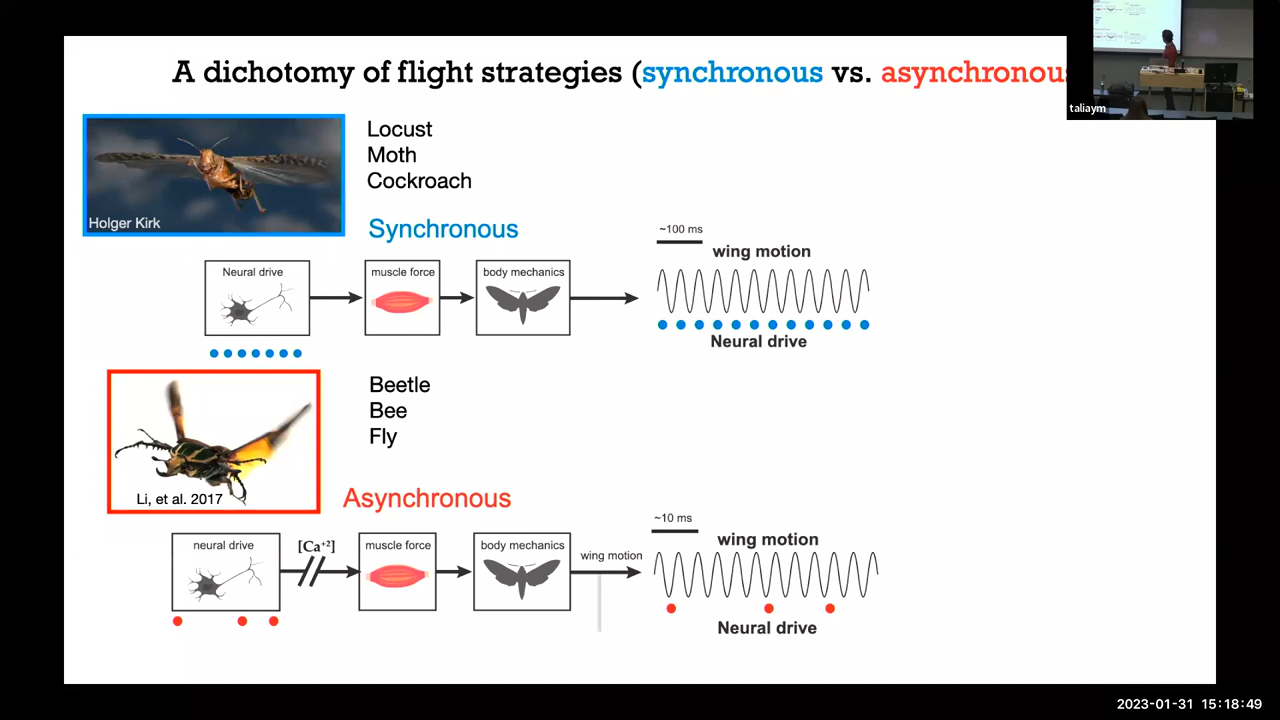 A dichotomy of flight strategies (synchronous vs. asynchronous
taliaym
Holger Kirk
Locust
Moth
Cockroach
Synchronous
Neural drive
muscle force
body mechanics
~100 ms
wing motion
Neural drive
Li, et al. 2017
Beetle
Bee
Fly
Asynchronous
neural drive
[Ca⁺²]
muscle force
body mechanics
wing motion
~10 ms
wing motion
Neural drive
2023-01-31 15:18:49